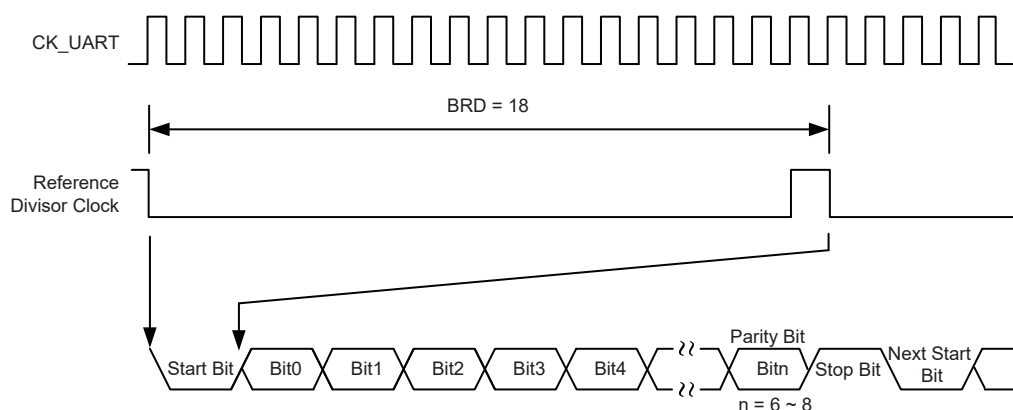 CK_UART
BRD = 18
Reference
Divisor Clock
Parity Bit
Start Bit
Bit0
Bit1
Bit2
Bit3
Bit4
Bitn
Stop Bit
Next Start
Bit
n = 6 ~ 8